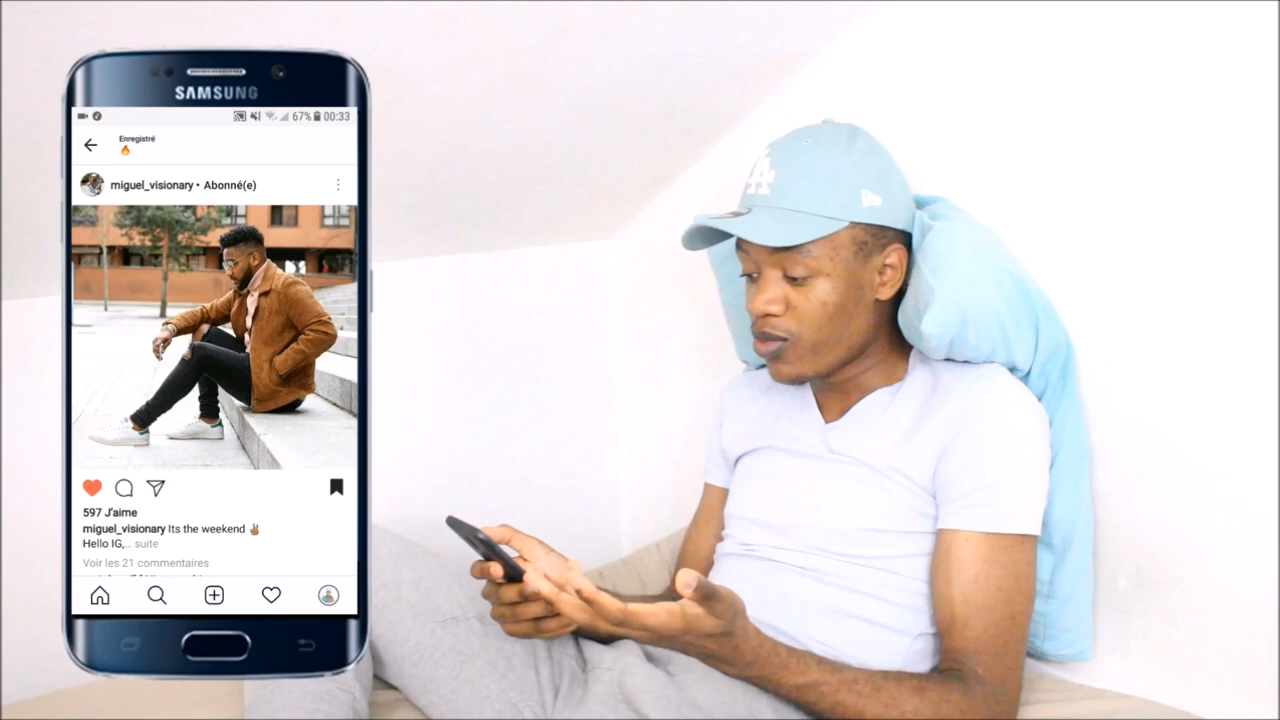 SAMSUNG
67% 00:33
Enregistré
miguel_visionary • Abonné(e)
597 J'aime
miguel_visionary Its the weekend ✌🏾
Hello IG,... suite
Voir les 21 commentaires
LA